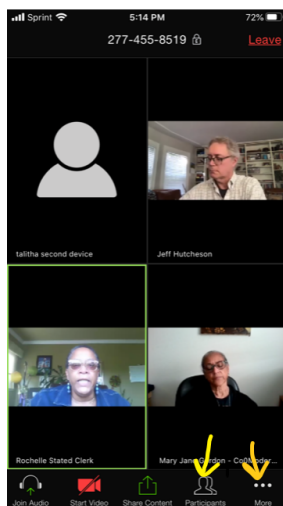 Sprint 5:14 PM 72%
277-455-8519 Leave
talitha second device
Jeff Hutcheson
Rochelle Stated Clerk
Mary Jane Gordon - CoModer...
Join Audio Start Video Share Content Participants More